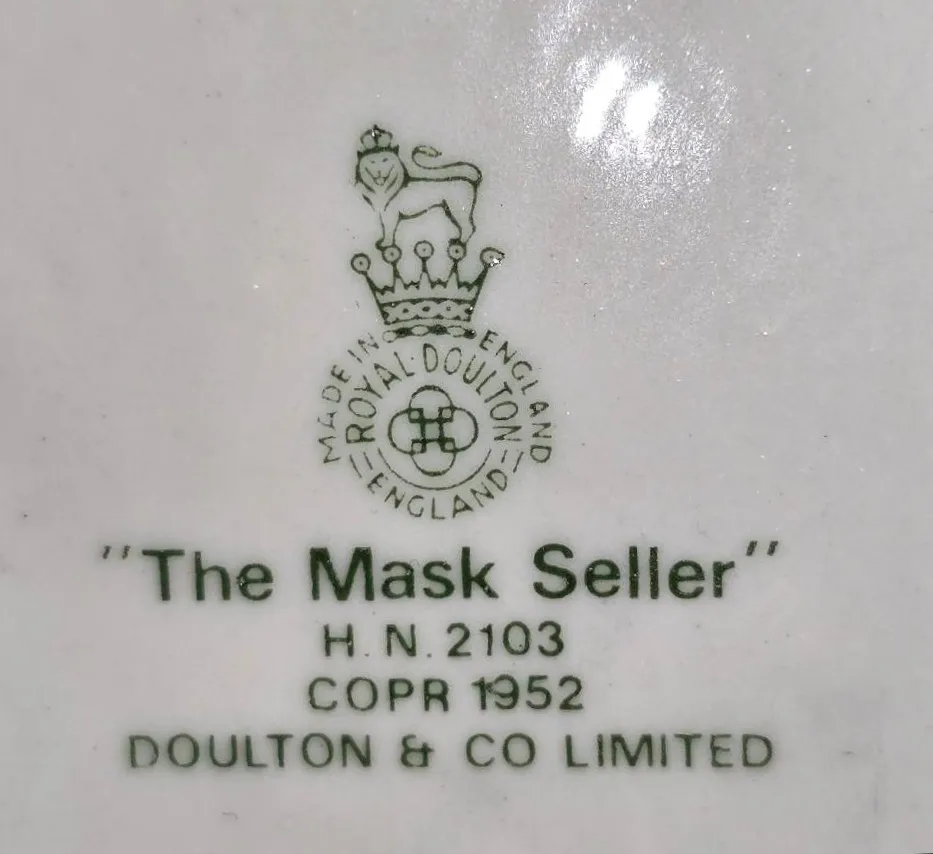 MADE IN ENGLAND
ROYAL DOULTON
ENGLAND
"The Mask Seller"
H.N. 2103
COPR 1952
DOULTON & CO LIMITED